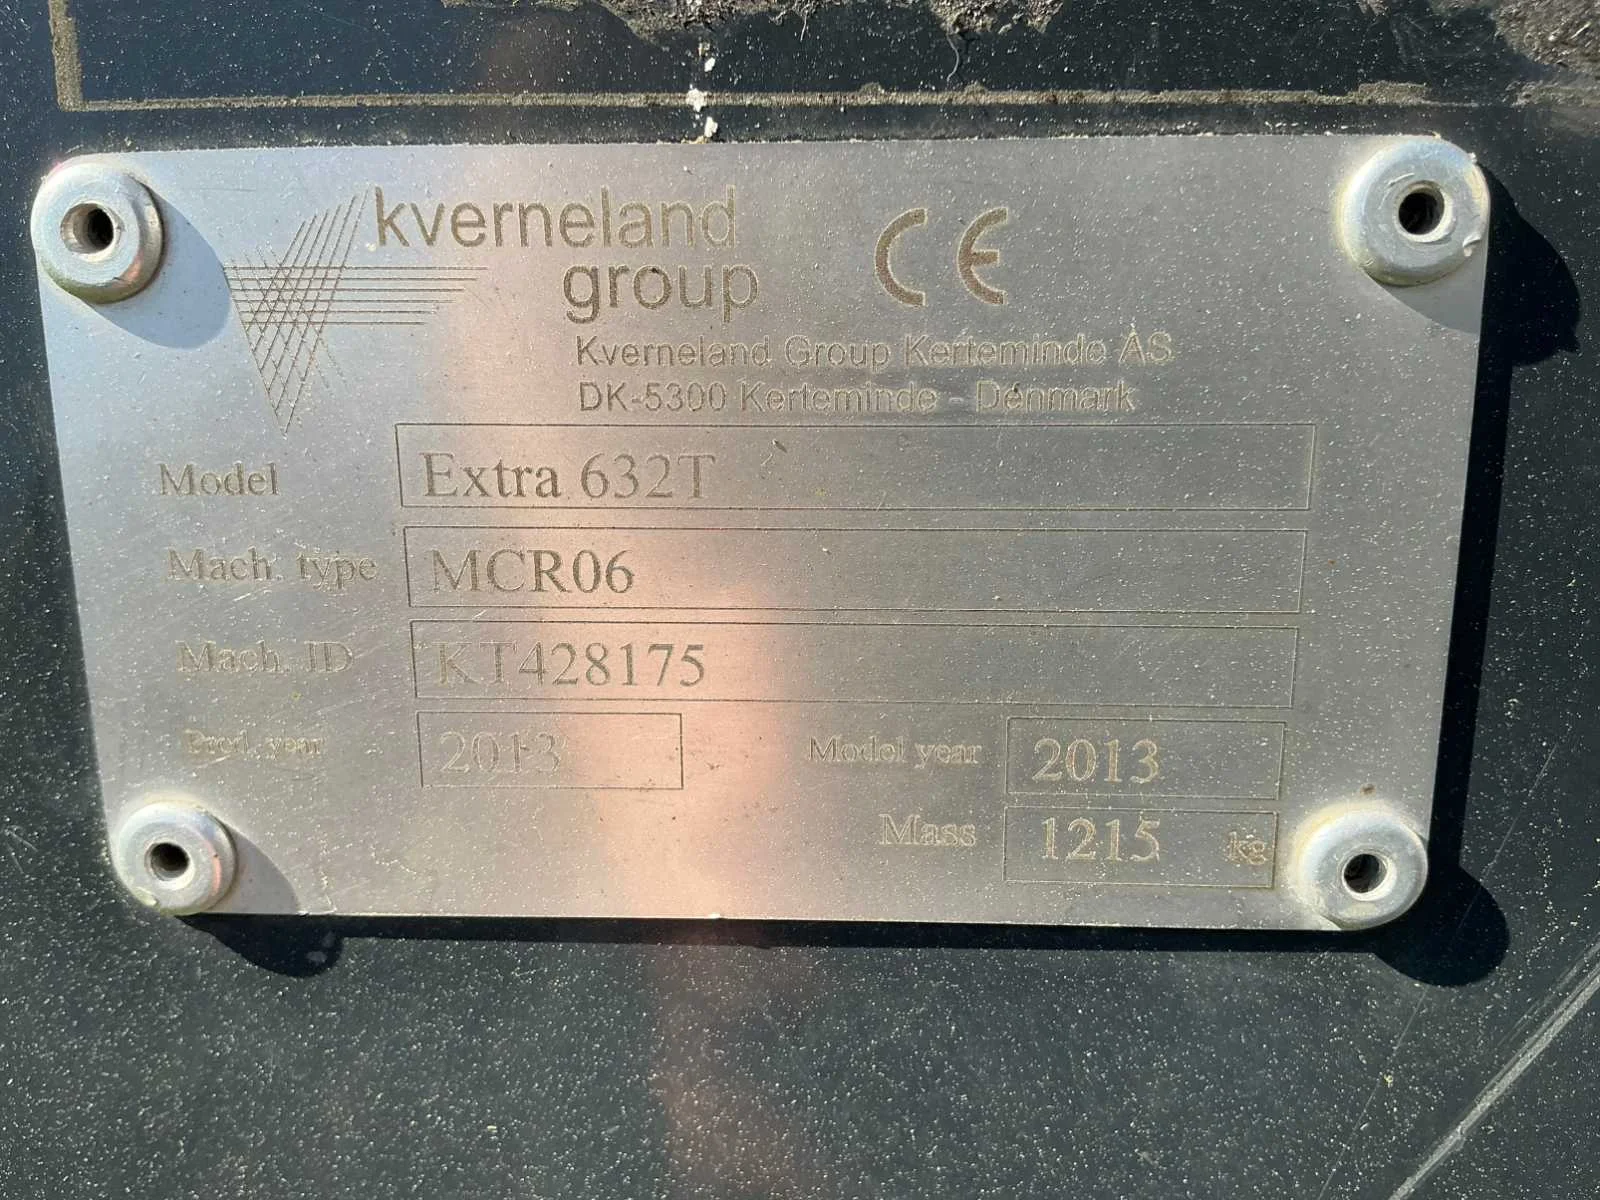 kverneland
group
CE
Kverneland Group Kerteminde AS
DK-5300 Kerteminde - Denmark
Model Extra 632T
Mach. type MCR06
Mach. ID KT428175
Prod. year 2013 Model year 2013
Mass 1215 kg